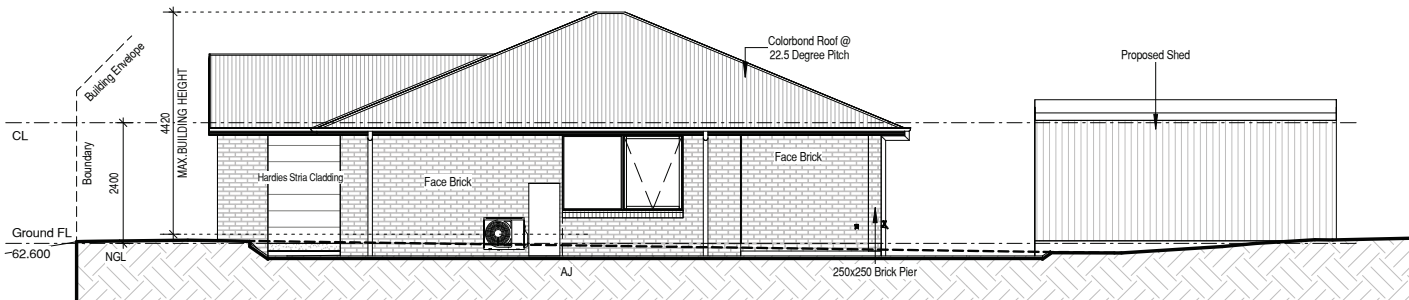 Building Envelope
4420
MAX.BUILDING HEIGHT
Colorbond Roof @
22.5 Degree Pitch
Proposed Shed
CL
Boundary
2400
Hardies Stria Cladding
Face Brick
Face Brick
Ground FL
62.600
NGL
AJ
250x250 Brick Pier